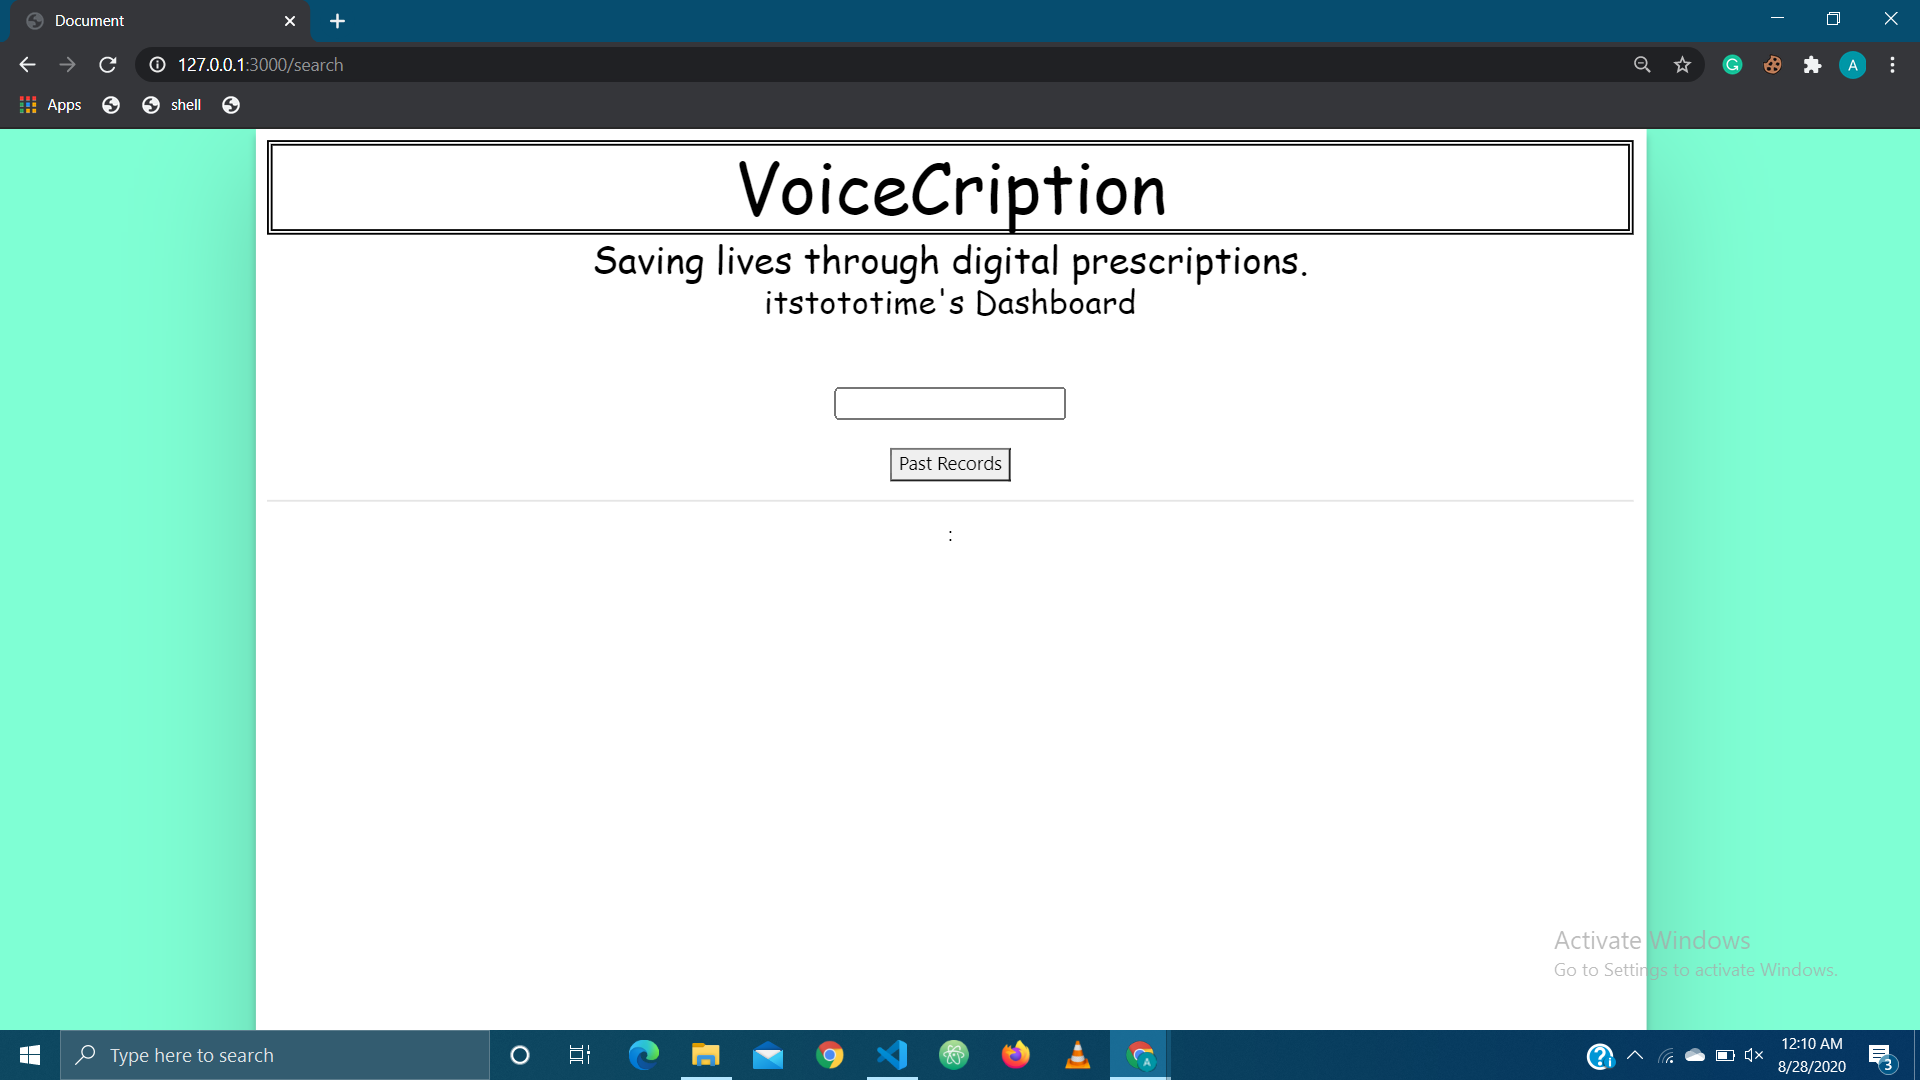 Document
127.0.0.1:3000/search
A
Apps
shell
VoiceCription
Saving lives through digital prescriptions.
itstototime's Dashboard
Past Records
:
Activate Windows
Go to Settings to activate Windows.
Type here to search
A
12:10 AM
8/28/2020
3